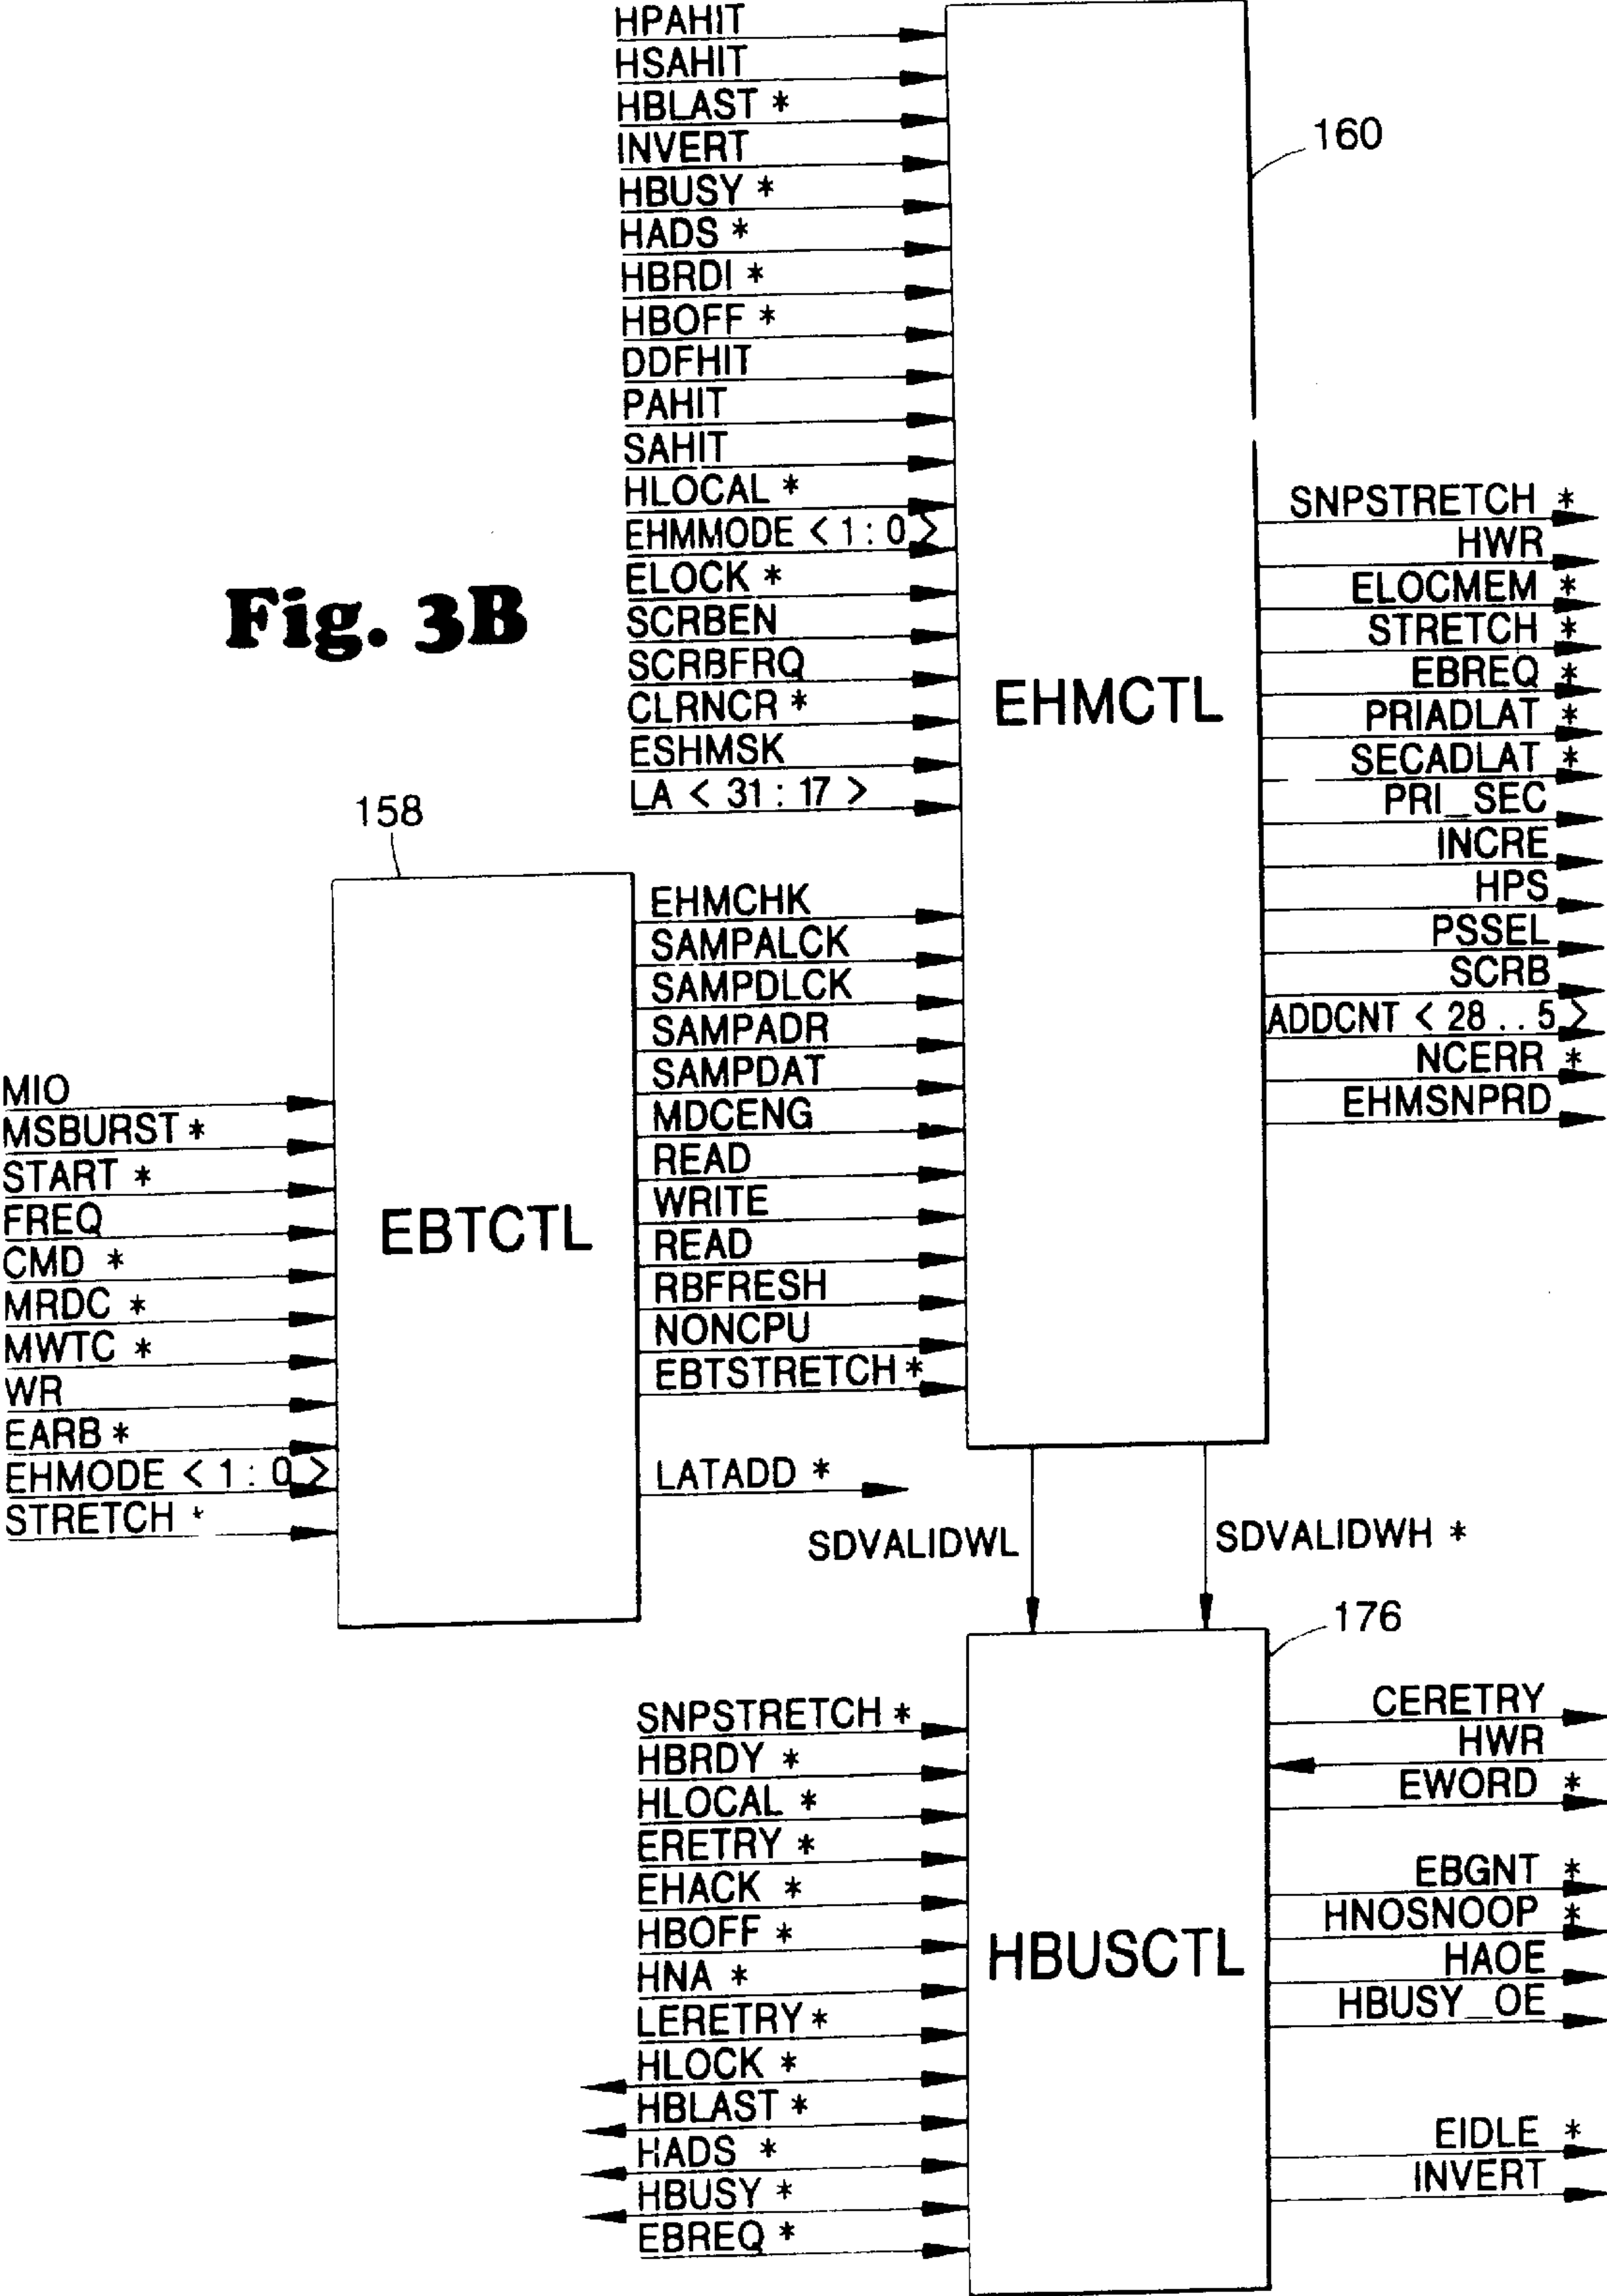 HPAHIT
HSAHIT
HBLAST *
INVERT
HBUSY *
HADS *
HBRDI *
HBOFF *
DDFHIT
PAHIT
SAHIT
HLOCAL *
EHMMODE < 1 : 0 >
ELOCK *
SCRBEN
SCRBFRQ
CLRNCR *
ESHMSK
LA < 31 : 17 >
160
EHMCTL
SNPSTRETCH *
HWR
ELOCMEM *
STRETCH *
EBREQ *
PRIADLAT *
SECADLAT *
PRI_SEC
INCRE
HPS
PSSEL
SCRB
ADDCNT < 28 . . 5 >
NCERR *
EHMSNPRD
Fig. 3B
158
EHMCHK
SAMPALCK
SAMPDLCK
SAMPADR
SAMPDAT
MDCENG
READ
WRITE
READ
RBFRESH
NONCPU
EBTSTRETCH *
LATADD *
MIO
MSBURST *
START *
FREQ
CMD *
MRDC *
MWTC *
WR
EARB *
EHMODE < 1 : 0 >
STRETCH *
EBTCTL
SDVALIDWL
SDVALIDWH *
176
SNPSTRETCH *
HBRDY *
HLOCAL *
ERETRY *
EHACK *
HBOFF *
HNA *
LERETRY *
HLOCK *
HBLAST *
HADS *
HBUSY *
EBREQ *
HBUSCTL
CERETRY
HWR
EWORD *
EBGNT *
HNOSNOOP *
HAOE
HBUSY_OE
EIDLE *
INVERT